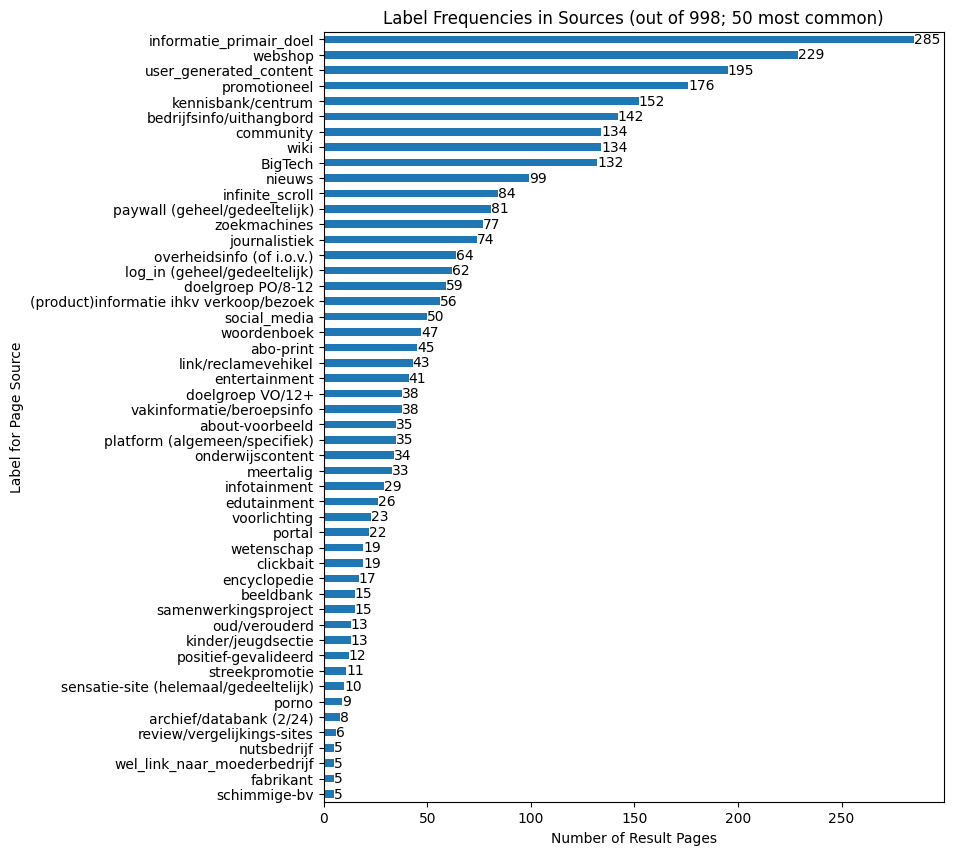 Label Frequencies in Sources (out of 998; 50 most common)
informatie_primair_doel 285
webshop 229
user_generated_content 195
promotioneel 176
kennisbank/centrum 152
bedrijfsinfo/uithangbord 142
community 134
wiki 134
BigTech 132
nieuws 99
infinite_scroll 84
paywall (geheel/gedeeltelijk) 81
zoekmachines 77
journalistiek 74
overheidsinfo (of i.o.v.) 64
log_in (geheel/gedeeltelijk) 62
doelgroep PO/8-12 59
(product)informatie ihkv verkoop/bezoek 56
social_media 50
woordenboek 47
abo-print 45
link/reclamevehikel 43
entertainment 41
doelgroep VO/12+ 38
vakinformatie/beroepsinfo 38
about-voorbeeld 35
platform (algemeen/specifiek) 35
onderwijscontent 34
meertalig 33
infotainment 29
edutainment 26
voorlichting 23
portal 22
wetenschap 19
clickbait 19
encyclopedie 17
beeldbank 15
samenwerkingsproject 15
oud/verouderd 13
kinder/jeugdsectie 13
positief-gevalideerd 12
streekpromotie 11
sensatie-site (helemaal/gedeeltelijk) 10
porno 9
archief/databank (2/24) 8
review/vergelijkings-sites 6
nutsbedrijf 5
wel_link_naar_moederbedrijf 5
fabrikant 5
schimmige-bv 5
0 50 100 150 200 250
Number of Result Pages
Label for Page Source